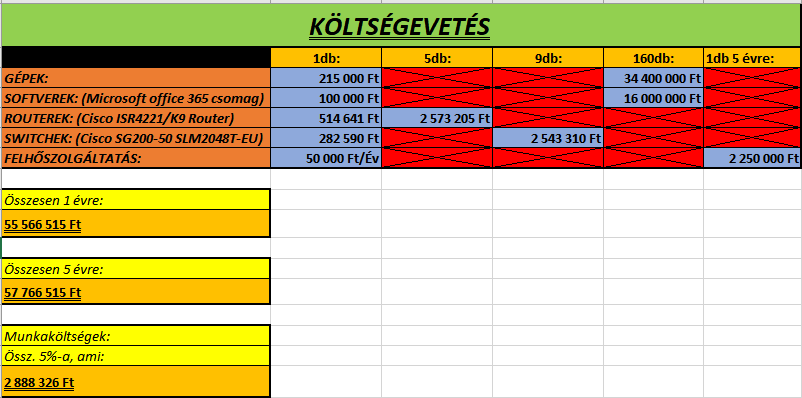 KÖLTSÉGEVETÉS
1db: 5db: 9db: 160db: 1db 5 évre:
GÉPEK: 215 000 Ft 34 400 000 Ft
SOFTVEREK: (Microsoft office 365 csomag) 100 000 Ft 16 000 000 Ft
ROUTEREK: (Cisco ISR4221/K9 Router) 514 641 Ft 2 573 205 Ft
SWITCHEK: (Cisco SG200-50 SLM2048T-EU) 282 590 Ft 2 543 310 Ft
FELHŐSZOLGÁLTATÁS: 50 000 Ft/Év 2 250 000 Ft
Összesen 1 évre:
55 566 515 Ft
Összesen 5 évre:
57 766 515 Ft
Munkaköltségek:
Össz. 5%-a, ami:
2 888 326 Ft